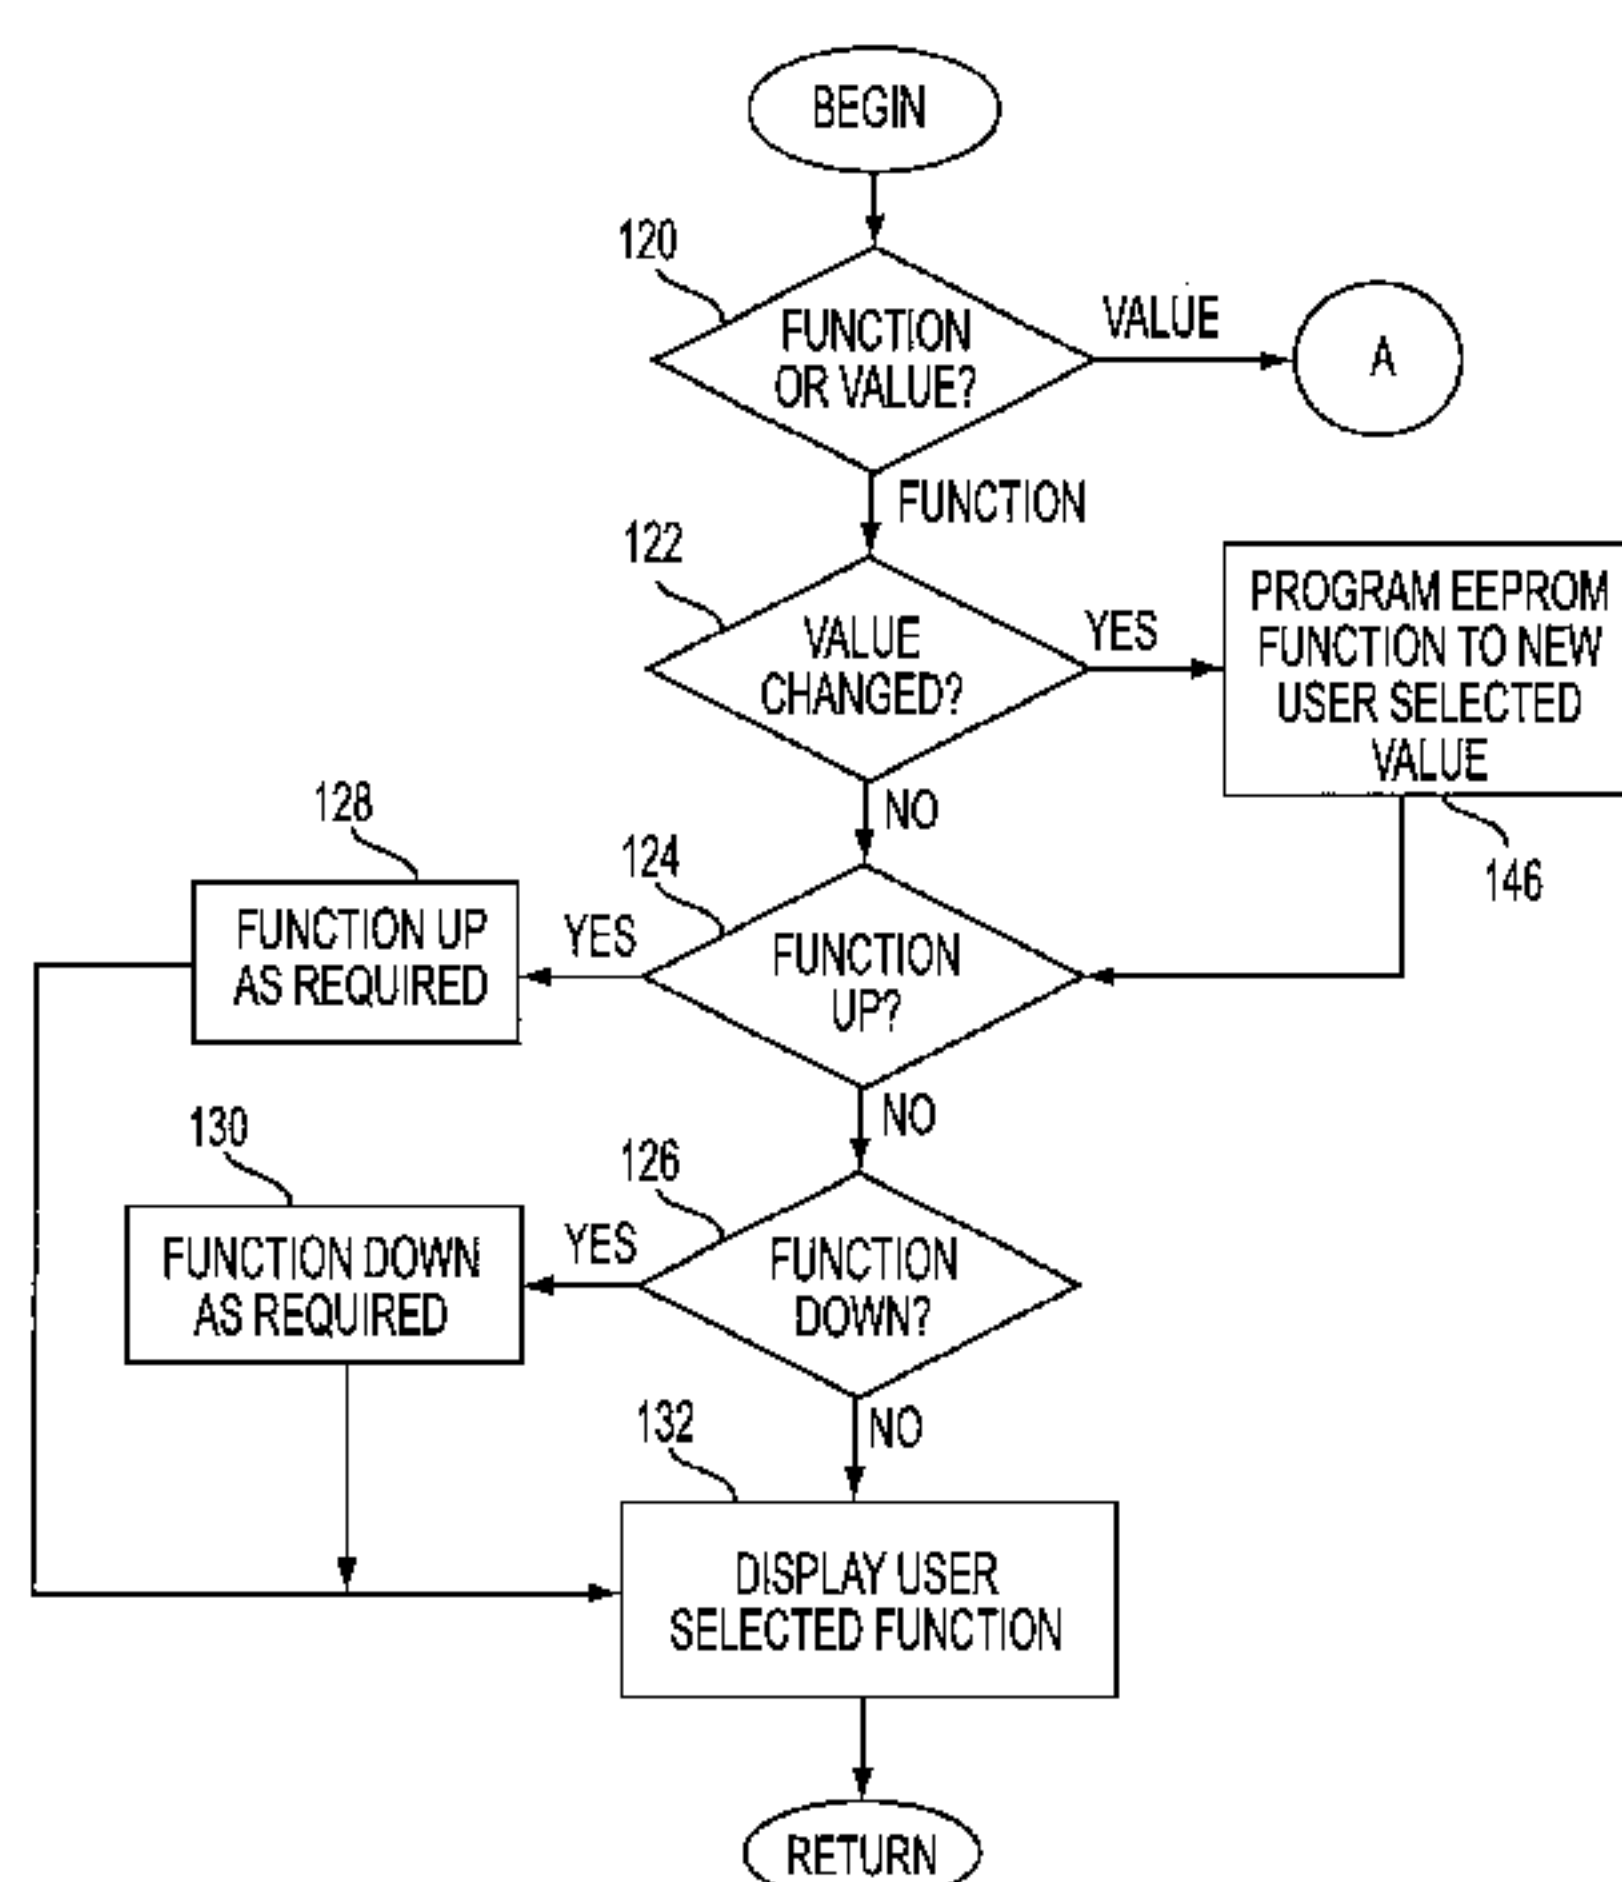 BEGIN
120
FUNCTION
OR VALUE?
VALUE
A
FUNCTION
122
VALUE
CHANGED?
YES
PROGRAM EEPROM
FUNCTION TO NEW
USER SELECTED
VALUE
146
NO
128
FUNCTION UP
AS REQUIRED
YES
124
FUNCTION
UP?
NO
130
FUNCTION DOWN
AS REQUIRED
YES
126
FUNCTION
DOWN?
NO
132
DISPLAY USER
SELECTED FUNCTION
RETURN